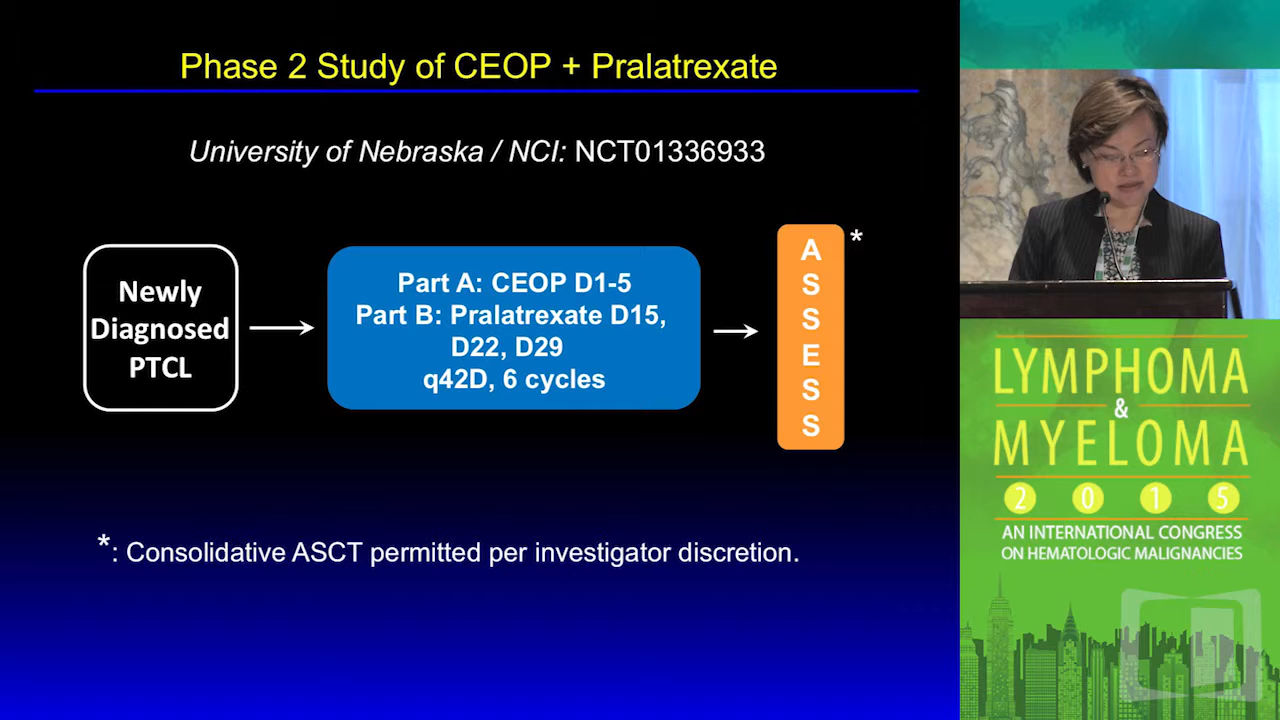 Phase 2 Study of CEOP + Pralatrexate
University of Nebraska / NCI: NCT01336933
Newly
Diagnosed
PTCL
Part A: CEOP D1-5
Part B: Pralatrexate D15,
D22, D29
q42D, 6 cycles
A
S
S
E
S
S
*
*: Consolidative ASCT permitted per investigator discretion.
LYMPHOMA
&
MYELOMA
2 0 1 5
AN INTERNATIONAL CONGRESS
ON HEMATOLOGIC MALIGNANCIES